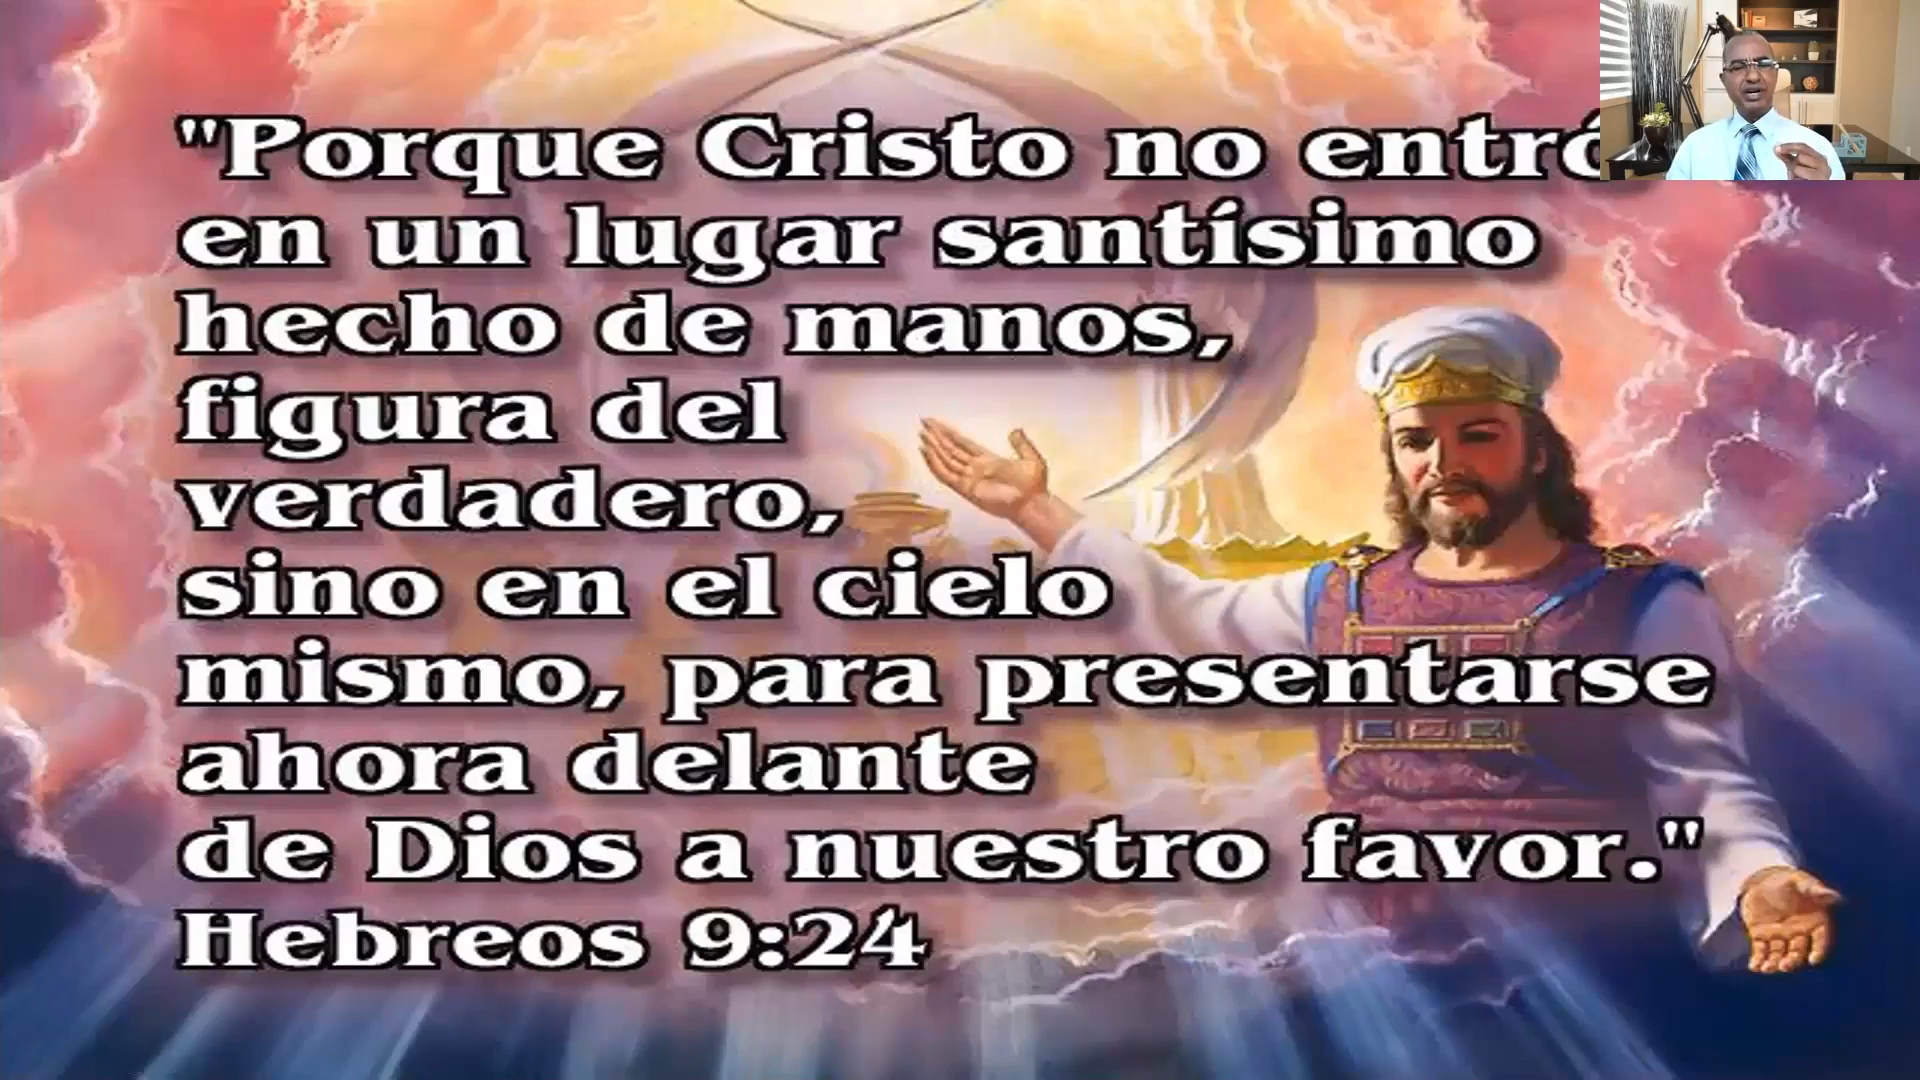 "Porque Cristo no entró
en un lugar santísimo
hecho de manos,
figura del
verdadero,
sino en el cielo
mismo, para presentarse
ahora delante
de Dios a nuestro favor."
Hebreos 9:24